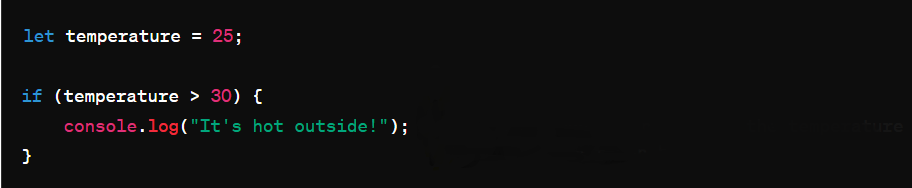 let temperature = 25;
if (temperature > 30) {
    console.log("It's hot outside!");
}